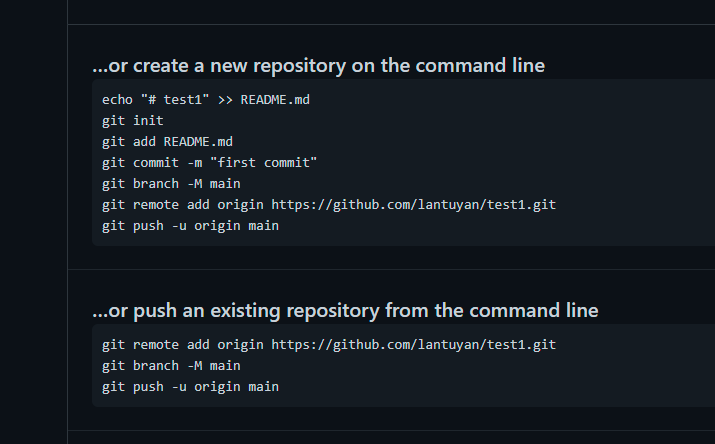 ...or create a new repository on the command line
echo "# test1" >> README.md
git init
git add README.md
git commit -m "first commit"
git branch -M main
git remote add origin https://github.com/lantuyan/test1.git
git push -u origin main
...or push an existing repository from the command line
git remote add origin https://github.com/lantuyan/test1.git
git branch -M main
git push -u origin main